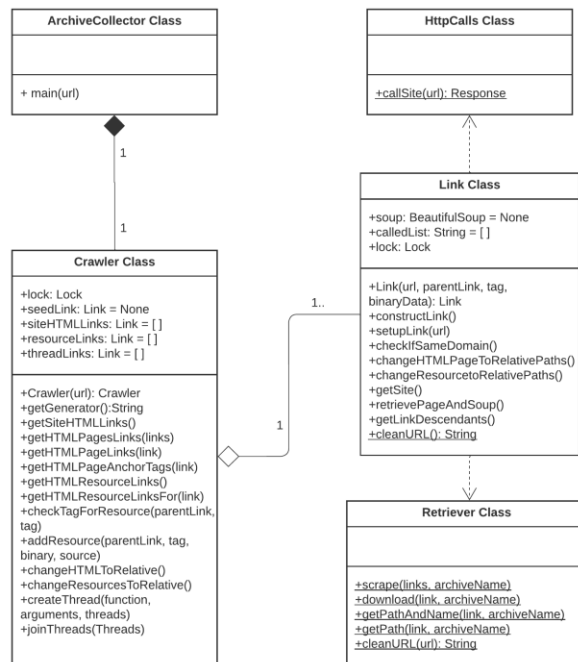 ArchiveCollector Class
+ main(url)
1
1
HttpCalls Class
+callSite(url): Response
Link Class
+soup: BeautifulSoup = None
+calledList: String = [ ]
+lock: Lock
+Link(url, parentLink, tag,
binaryData): Link
+constructLink()
+setupLink(url)
+checkIfSameDomain()
+changeHTMLPageToRelativePaths()
+changeResourcetoRelativePaths()
+getSite()
+retrievePageAndSoup()
+getLinkDescendants()
+cleanURL(): String
1..
1
Crawler Class
+lock: Lock
+seedLink: Link = None
+siteHTMLLinks: Link = [ ]
+resourceLinks: Link = [ ]
+threadLinks: Link = [ ]
+Crawler(url): Crawler
+getGenerator():String
+getSiteHTMLLinks()
+getHTMLPagesLinks(links)
+getHTMLPageLinks(link)
+getHTMLPageAnchorTags(link)
+getHTMLResourceLinks()
+getHTMLResourceLinksFor(link)
+checkTagForResource(parentLink,
tag)
+addResource(parentLink, tag,
binary, source)
+changeHTMLToRelative()
+changeResourcesToRelative()
+createThread(function,
arguments, threads)
+joinThreads(Threads)
Retriever Class
+scrape(links, archiveName)
+download(link, archiveName)
+getPathAndName(link, archiveName)
+getPath(link, archiveName)
+cleanURL(url): String